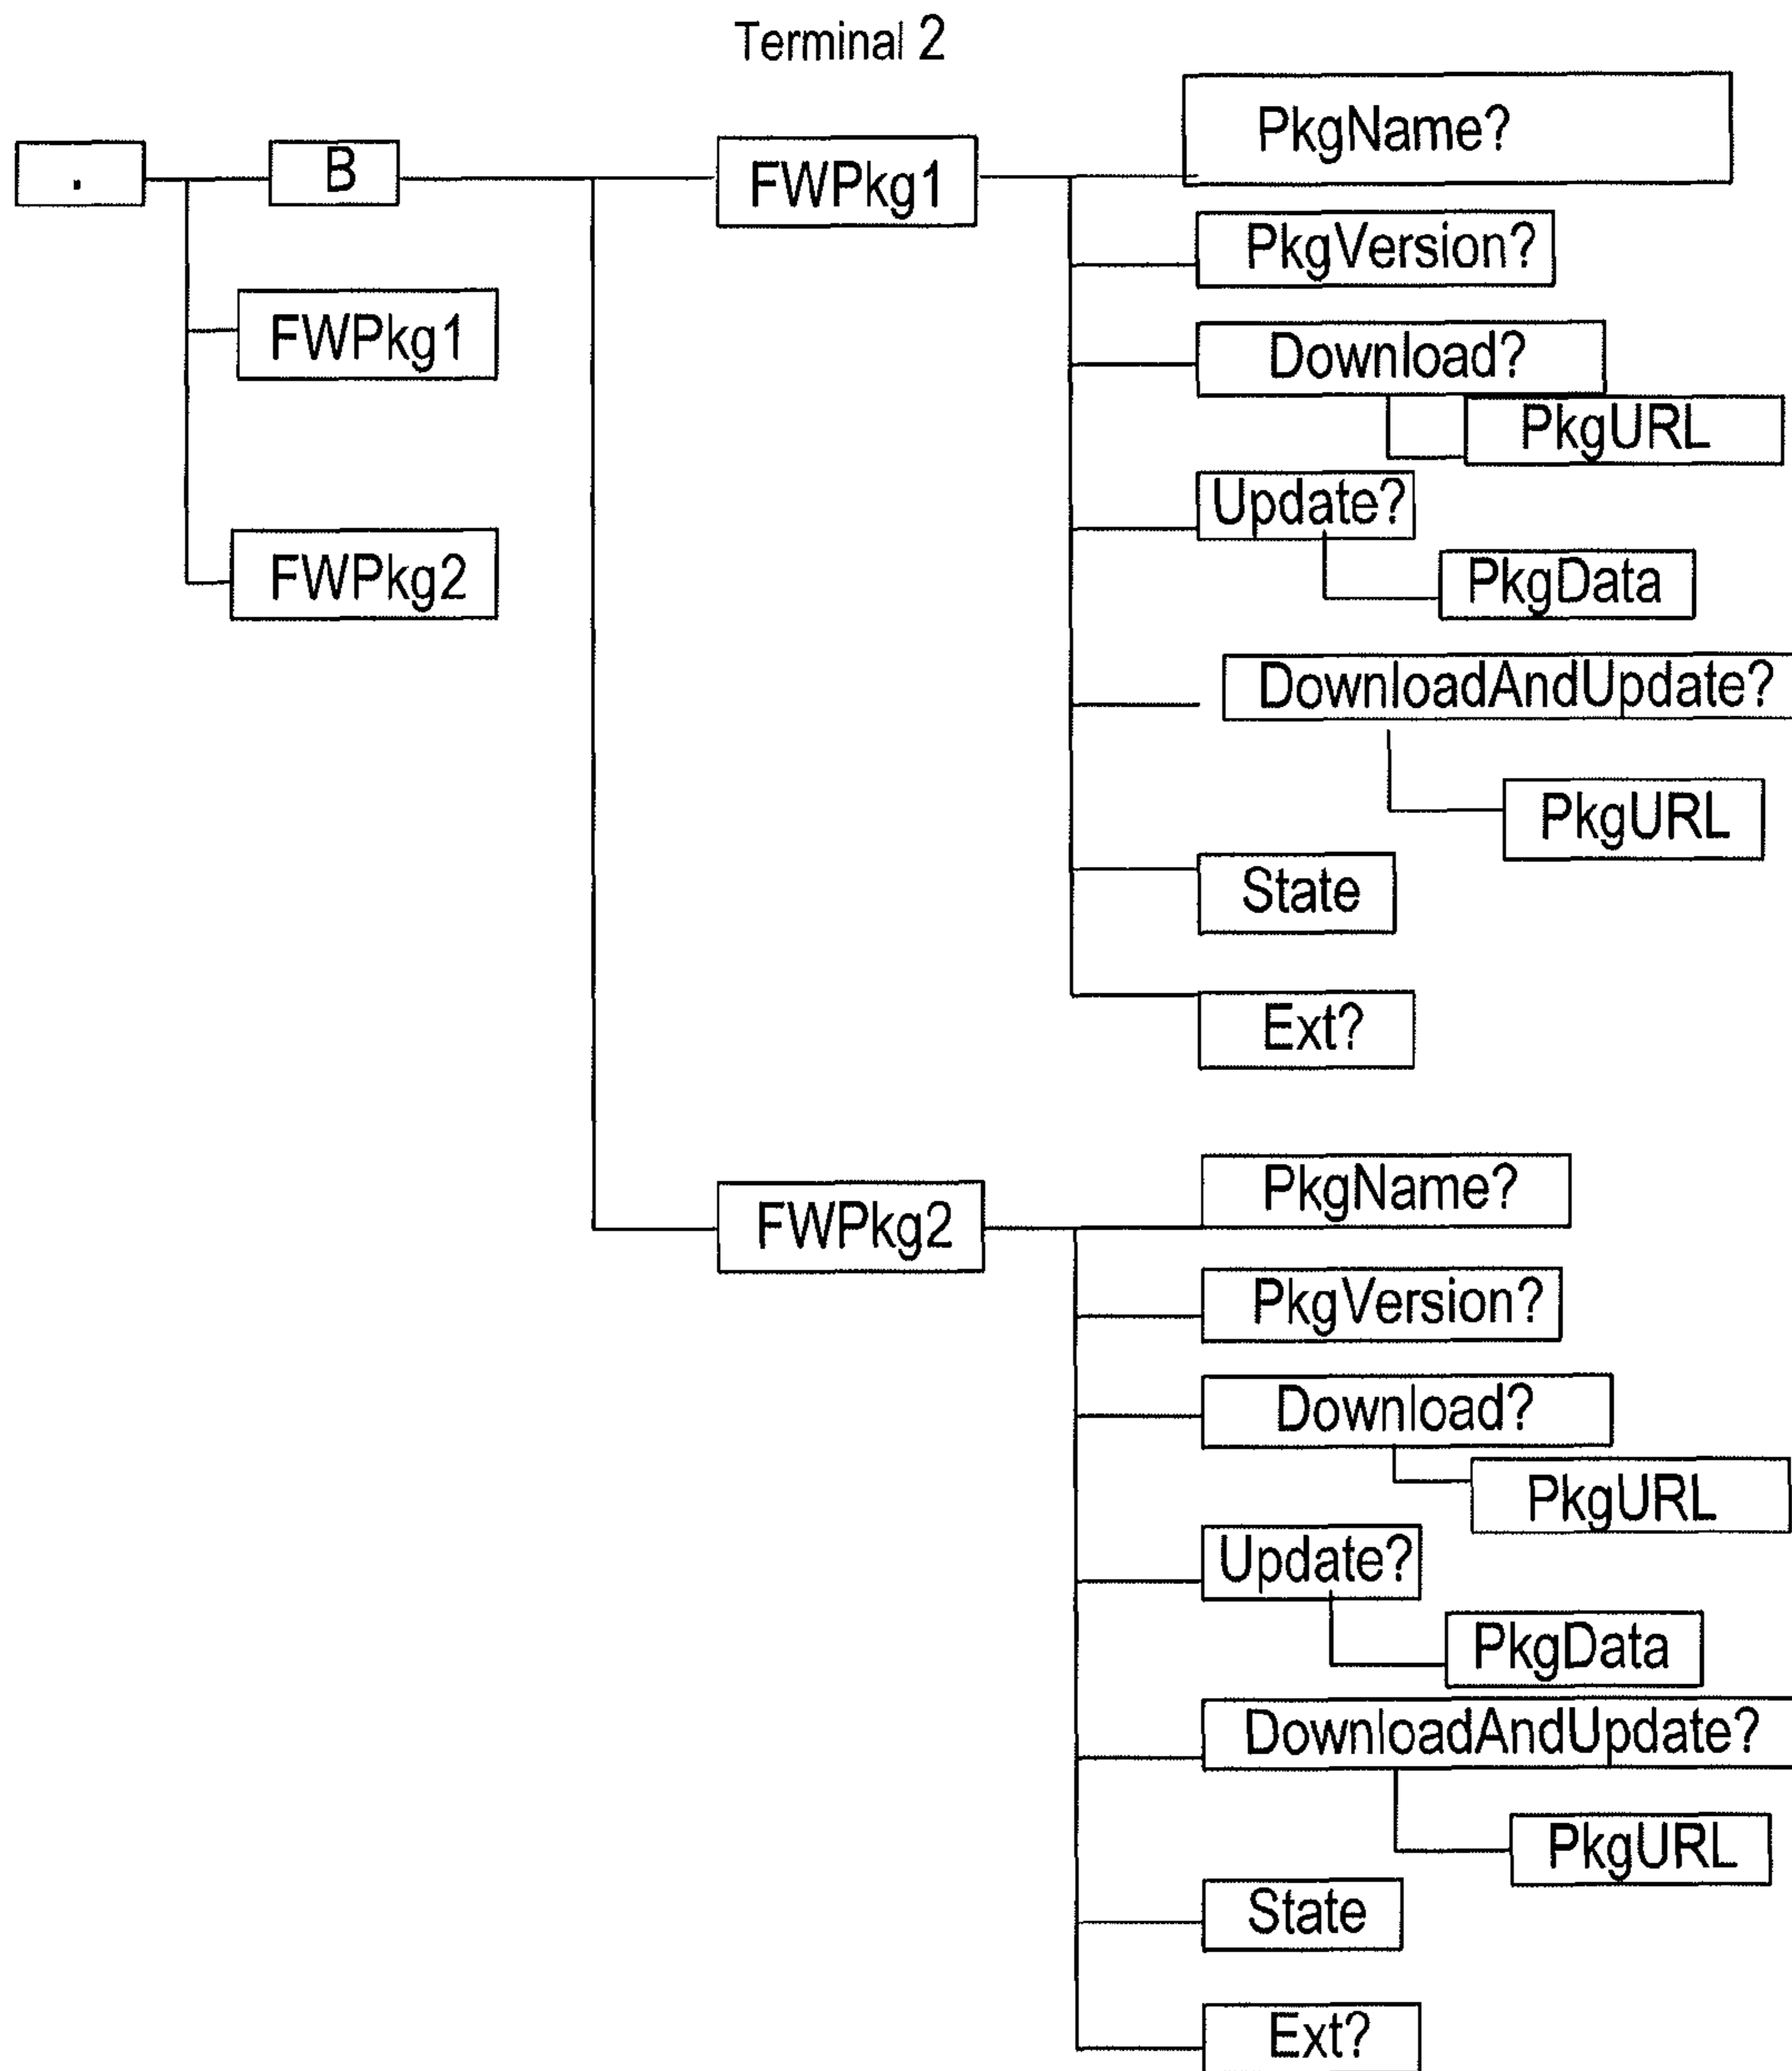 Terminal 2
.
B
FWPkg1
FWPkg2
FWPkg1
PkgName?
PkgVersion?
Download?
PkgURL
Update?
PkgData
DownloadAndUpdate?
PkgURL
State
Ext?
FWPkg2
PkgName?
PkgVersion?
Download?
PkgURL
Update?
PkgData
DownloadAndUpdate?
PkgURL
State
Ext?